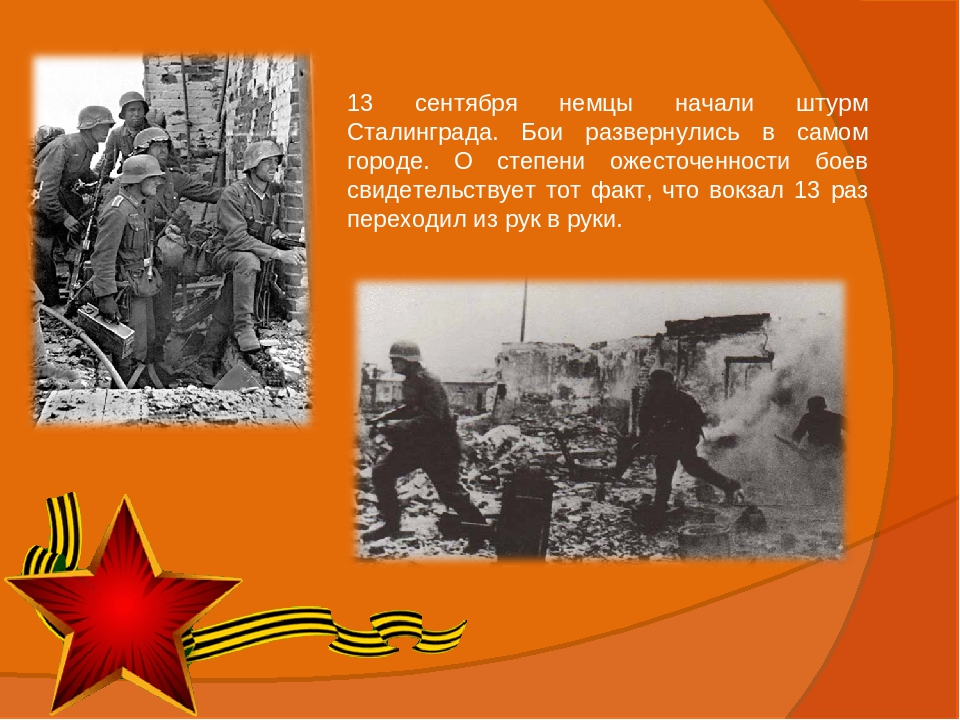 13 сентября немцы начали штурм
Сталинграда. Бои развернулись в самом
городе. О степени ожесточенности боев
свидетельствует тот факт, что вокзал 13 раз
переходил из рук в руки.